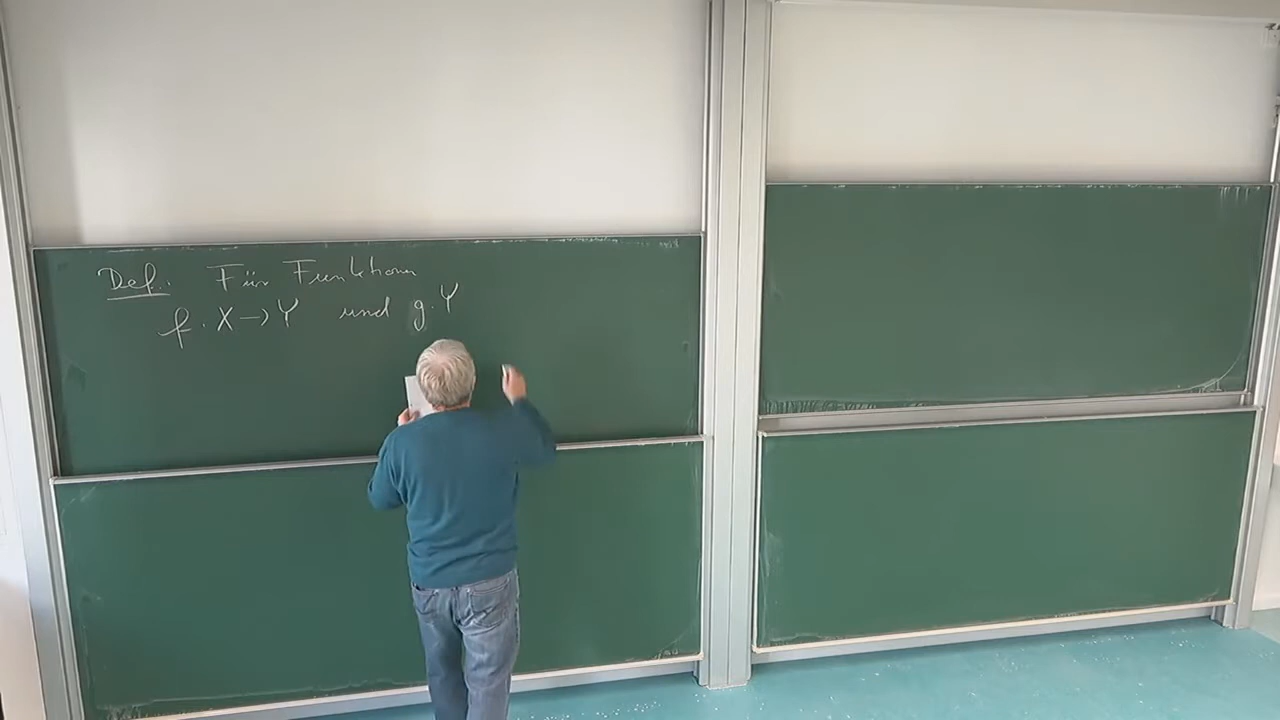 Def.: Für Funktionen
f: X → Y und g: Y